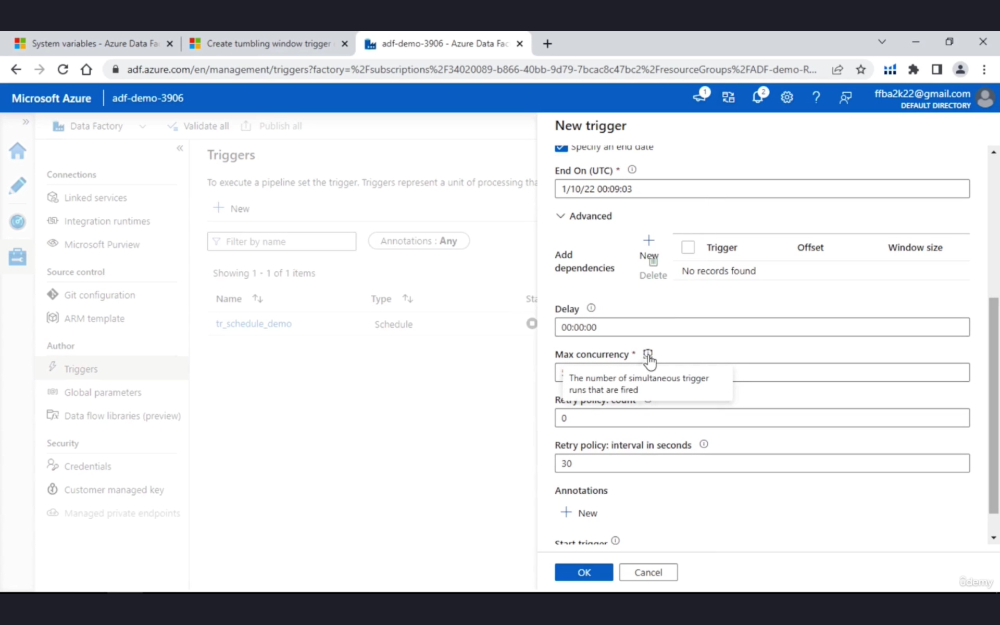 System variables - Azure Data Fa
Create tumbling window trigger
adf-demo-3906 - Azure Data Fac
adf.azure.com/en/management/triggers?factory=%2Fsubscriptions%2F34020089-b866-40bb-9d79-7bcac8c47bc2%2FresourceGroups%2FADF-demo-R...
Microsoft Azure
adf-demo-3906
1
2
ffba2k22@gmail.com
DEFAULT DIRECTORY
Data Factory
Validate all
Publish all
Connections
Linked services
Integration runtimes
Microsoft Purview
Source control
Git configuration
ARM template
Author
Triggers
Global parameters
Data flow libraries (preview)
Security
Credentials
Customer managed key
Managed private endpoints
Triggers
To execute a pipeline set the trigger. Triggers represent a unit of processing tha
New
Filter by name
Annotations : Any
Showing 1 - 1 of 1 items
Name
Type
Sta
tr_schedule_demo
Schedule
New trigger
Specify an end date
End On (UTC) *
1/10/22 00:09:03
Advanced
Add
dependencies
New
Delete
Trigger
Offset
Window size
No records found
Delay
00:00:00
Max concurrency *
The number of simultaneous trigger
runs that are fired
Retry policy: count
0
Retry policy: interval in seconds
30
Annotations
New
Start trigger
OK
Cancel
ûdemy